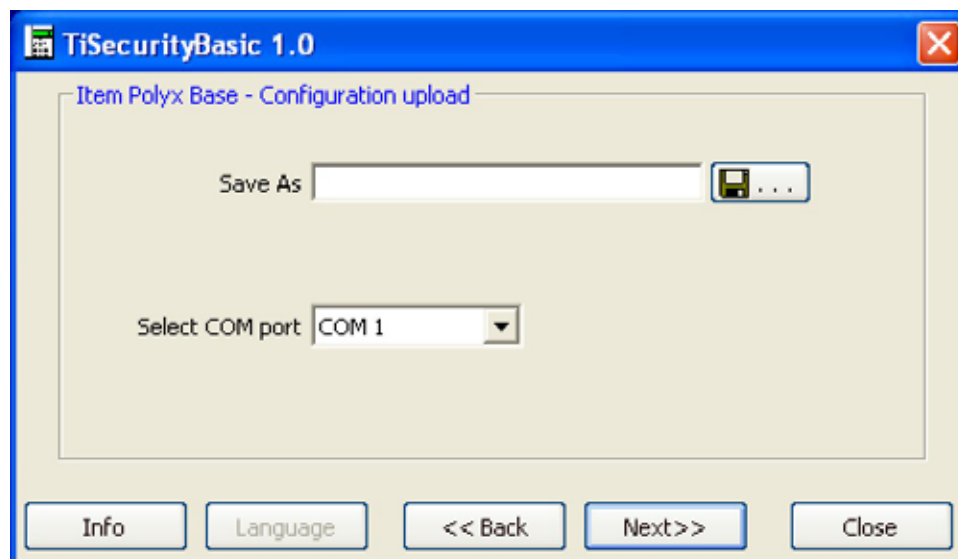 TiSecurityBasic 1.0
Item Polyx Base - Configuration upload
Save As
. . .
Select COM port COM 1
Info Language << Back Next>> Close